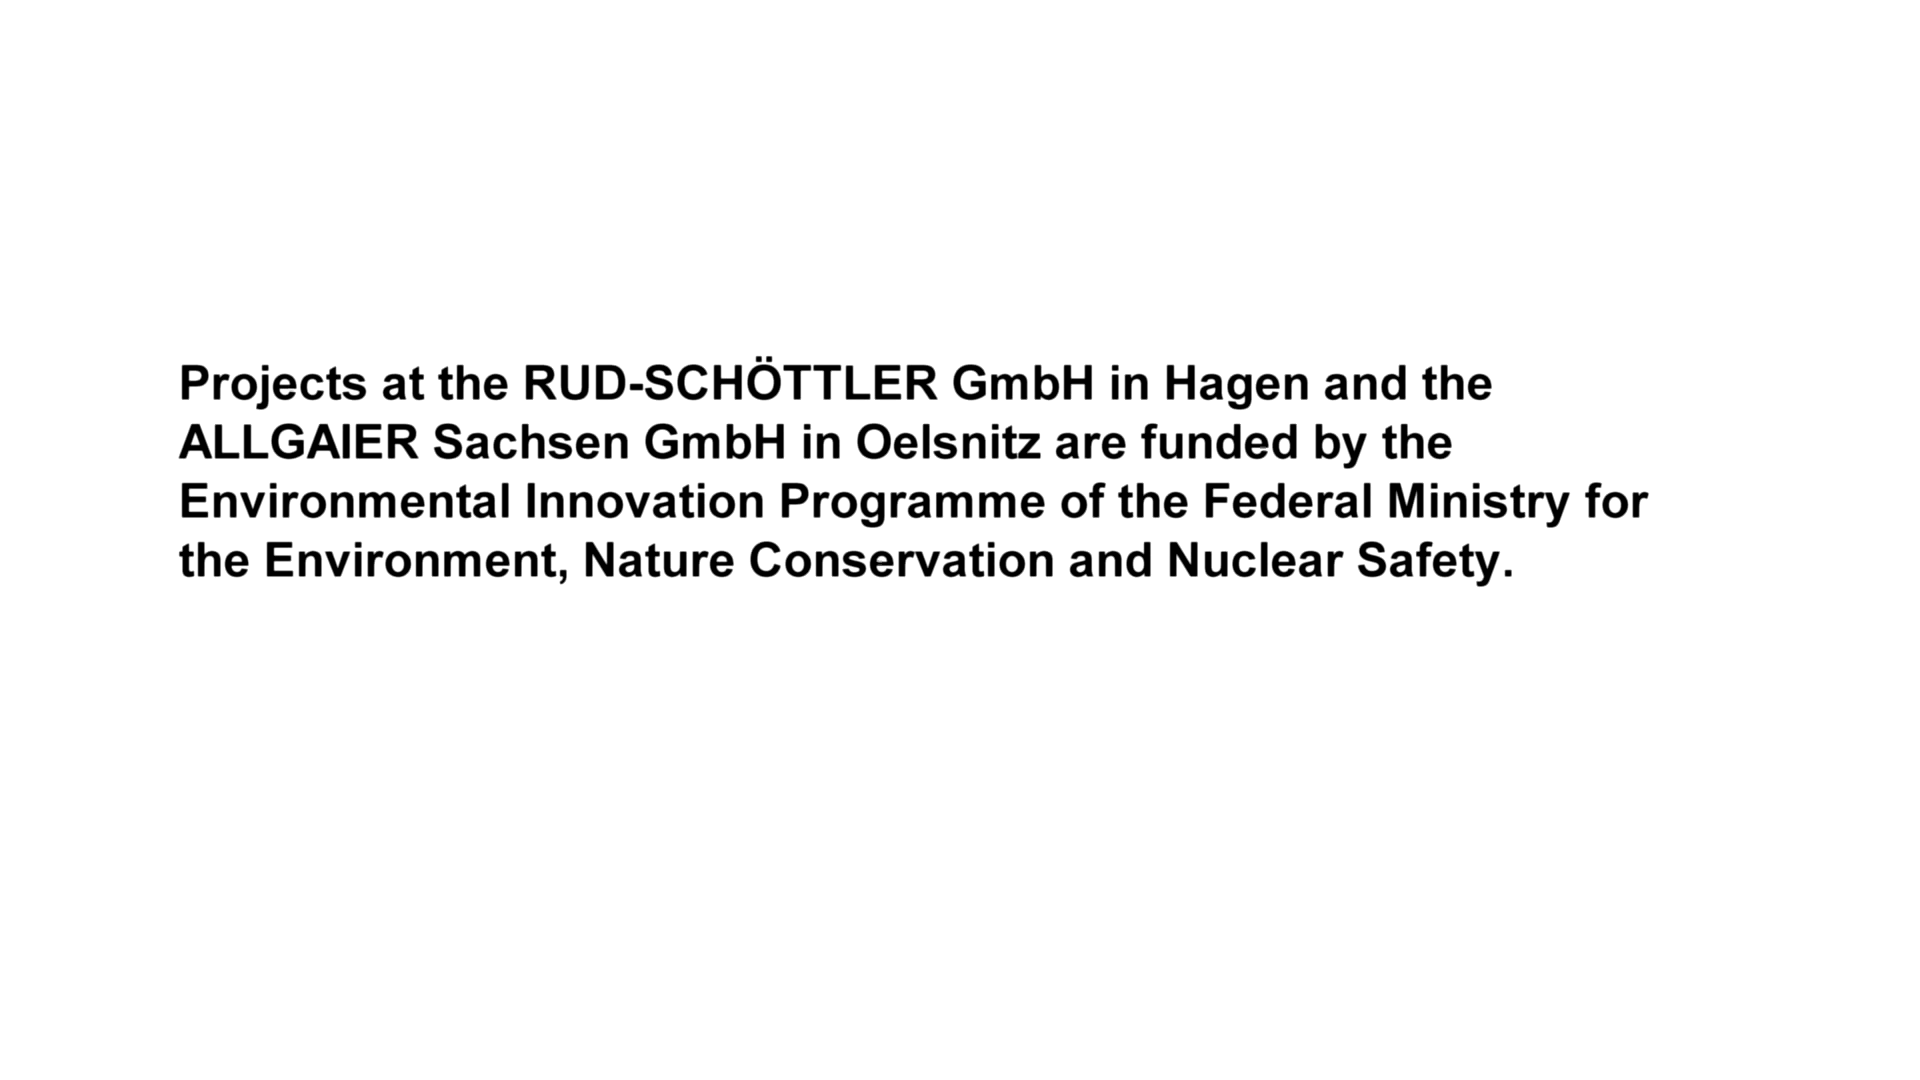 Projects at the RUD-SCHÖTTLER GmbH in Hagen and the
ALLGAIER Sachsen GmbH in Oelsnitz are funded by the
Environmental Innovation Programme of the Federal Ministry for
the Environment, Nature Conservation and Nuclear Safety.